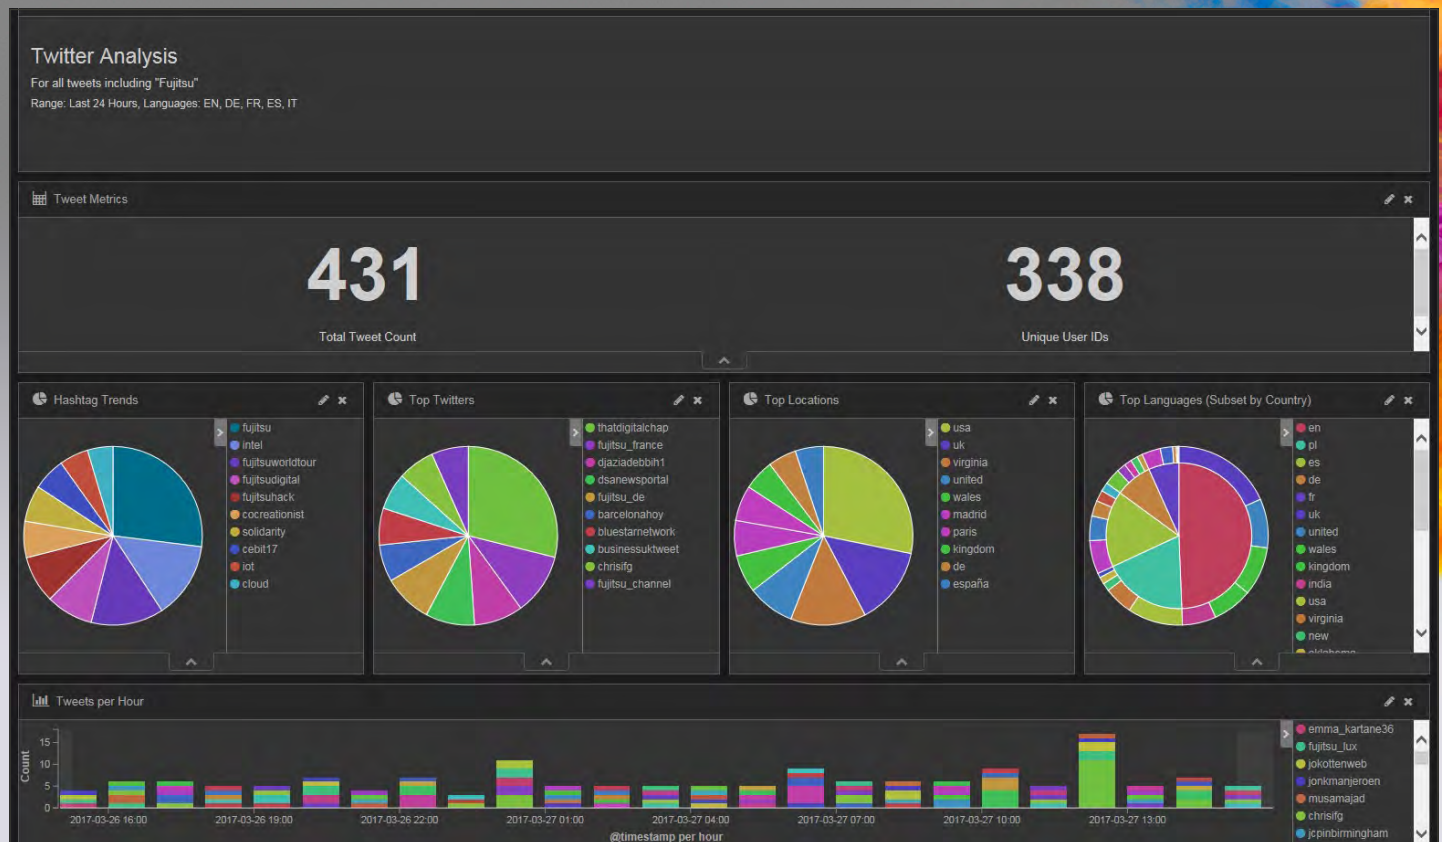 Twitter Analysis
For all tweets including "Fujitsu"
Range: Last 24 Hours, Languages: EN, DE, FR, ES, IT
Tweet Metrics
431
Total Tweet Count
338
Unique User IDs
Hashtag Trends
fujitsu
intel
fujitsuworldtour
fujitsudigital
fujitsuhack
cocreationist
solidarity
cebit17
iot
cloud
Top Twitters
thatdigitalchap
fujitsu_france
djaziadebbih1
dsanewsportal
fujitsu_de
barcelonahoy
bluestarnetwork
businessuktweet
chrisifg
fujitsu_channel
Top Locations
usa
uk
virginia
united
wales
madrid
paris
kingdom
de
españa
Top Languages (Subset by Country)
en
pl
es
de
fr
uk
united
wales
kingdom
india
usa
virginia
new
oklahoma
Tweets per Hour
Count
15
10
5
0
2017-03-26 16:00
2017-03-26 19:00
2017-03-26 22:00
2017-03-27 01:00
2017-03-27 04:00
2017-03-27 07:00
2017-03-27 10:00
2017-03-27 13:00
@timestamp per hour
emma_kartane36
fujitsu_lux
jokottenweb
jonkmanjeroen
musamajad
chrisifg
jcpinbirmingham